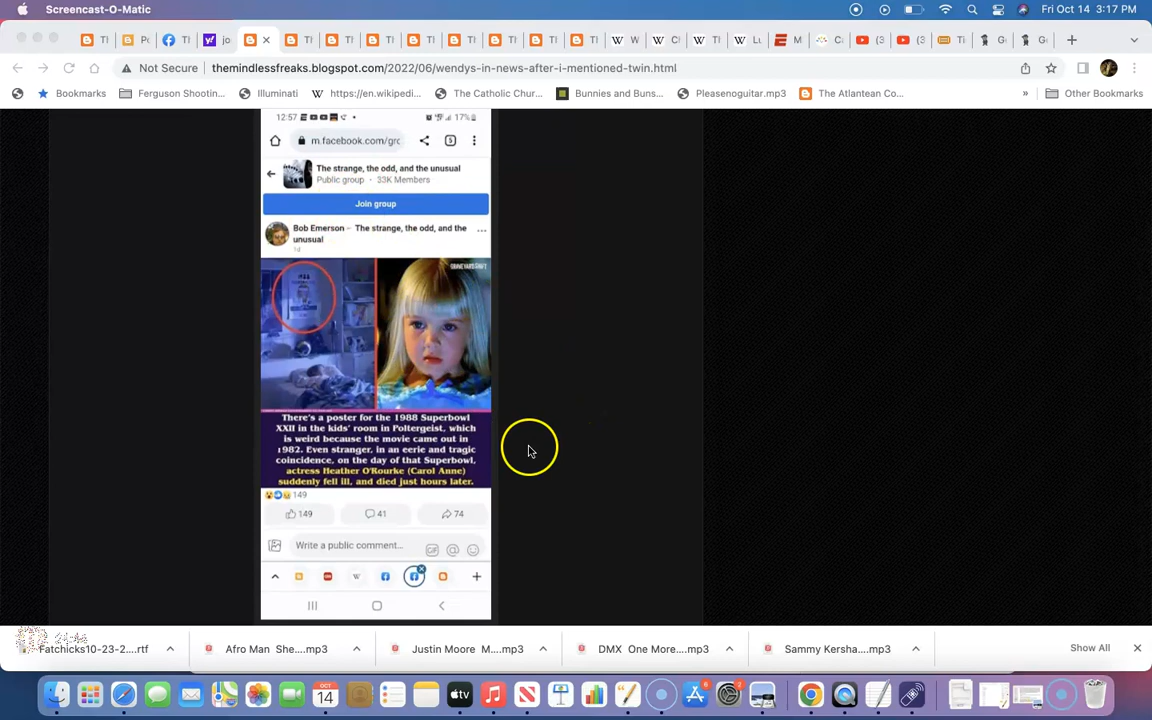 Screencast-O-Matic
Fri Oct 14 3:17 PM
Not Secure
themindlessfreaks.blogspot.com/2022/06/wendys-in-news-after-i-mentioned-twin.html
Bookmarks
Ferguson Shootin...
Illuminati
https://en.wikipedi...
The Catholic Chur...
Bunnies and Buns...
Pleasenoguitar.mp3
The Atlantean Co...
»
Other Bookmarks
12:57
17%
m.facebook.com/grc
5
The strange, the odd, and the unusual
Public group · 33K Members
Join group
Bob Emerson - The strange, the odd, and the
unusual
1d
There's a poster for the 1988 Superbowl
XXII in the kids' room in Poltergeist, which
is weird because the movie came out in
1982. Even stranger, in an eerie and tragic
coincidence, on the day of that Superbowl,
actress Heather O'Rourke (Carol Anne)
suddenly fell ill, and died just hours later.
149
149
41
74
Write a public comment...
GIF
Fatchicks10-23-2....rtf
Afro Man She....mp3
Justin Moore M....mp3
DMX One More....mp3
Sammy Kersha....mp3
Show All
OCT
14